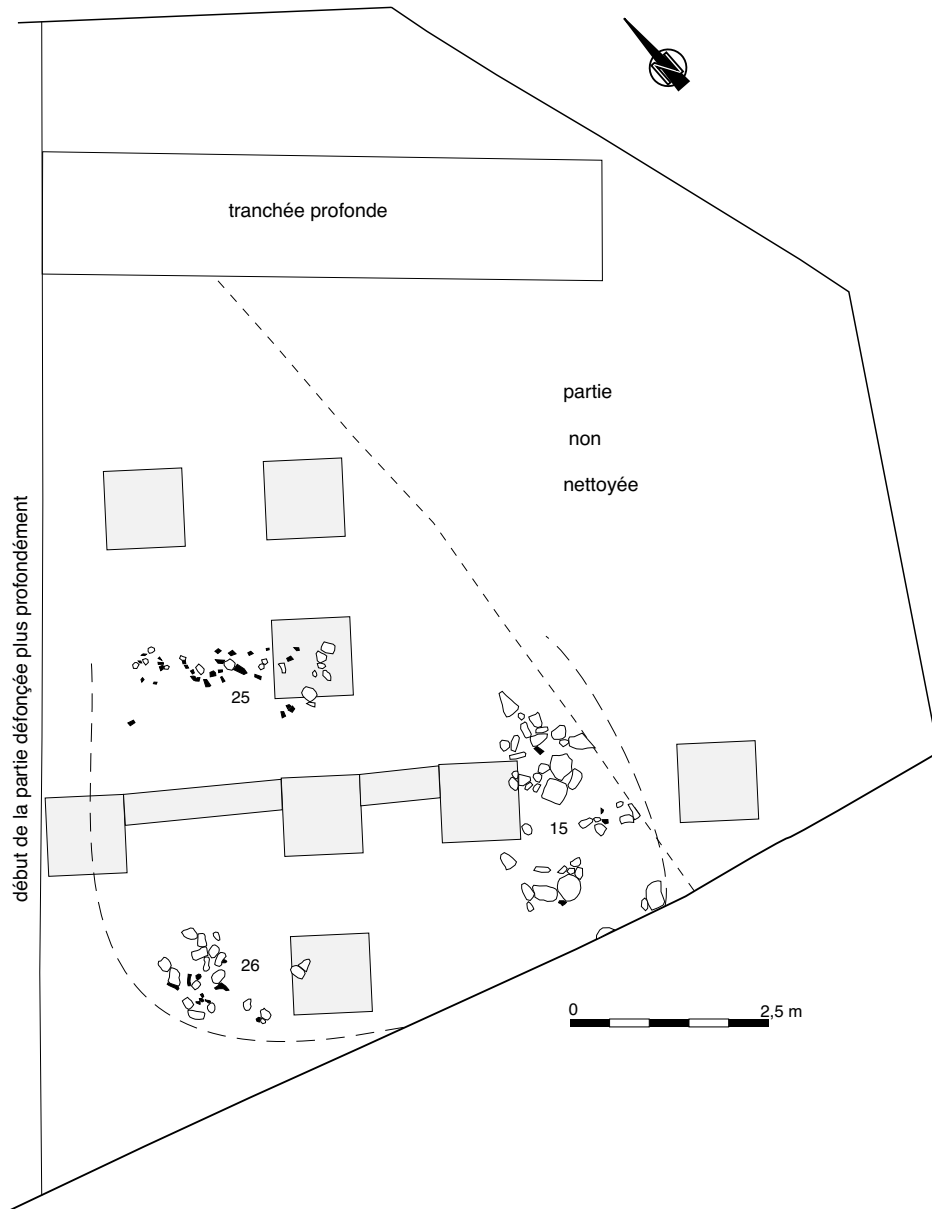 N
tranchée profonde
partie
non
nettoyée
début de la partie défonçée plus profondément
25
15
26
0 2,5 m